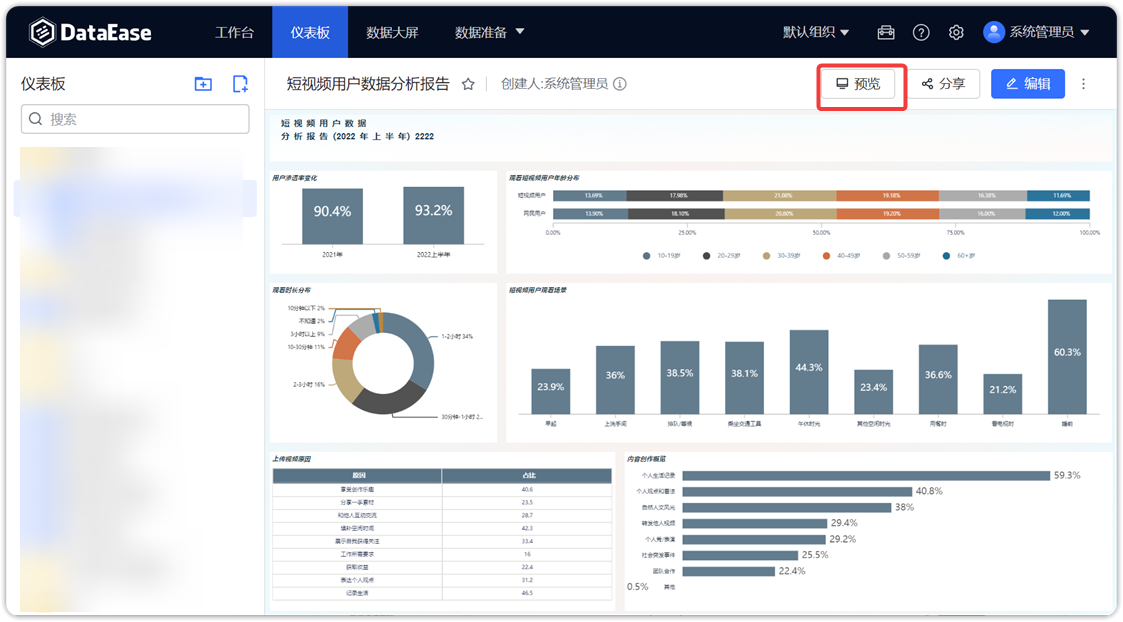 DataEase 工作台 仪表板 数据大屏 数据准备 默认组织 系统管理员
仪表板
搜索
短视频用户数据分析报告 创建人:系统管理员 预览 分享 编辑
短视频用户数据
分析报告 (2022年上半年) 2222
用户渗透率变化
90.4% 93.2%
2021年 2022上半年
观看短视频用户年龄分布
短视频用户 13.69% 17.98% 21.08% 19.18% 16.38% 11.69%
网民用户 13.90% 18.10% 20.80% 19.20% 16.00% 12.00%
0.00% 25.00% 50.00% 75.00% 100.00%
10-19岁 20-29岁 30-39岁 40-49岁 50-59岁 60+岁
观看时长分布
10分钟以下 2%
不知道 2%
3小时以上 9%
10-30分钟 11%
2-3小时 16%
1-2小时 34%
30分钟-1小时 2...
短视频用户观看场景
23.9% 36% 38.5% 38.1% 44.3% 23.4% 36.6% 21.2% 60.3%
早起 上洗手间 排队/等候 乘坐交通工具 午休时光 其他空闲时光 用餐时 看电视时 睡前
上传视频原因
原因 占比
享受创作乐趣 40.6
分享一手素材 23.5
和他人互动交流 28.7
填补空闲时间 42.3
展示自我获得关注 33.4
工作所需要求 16
获取收益 22.4
表达个人观点 31.2
记录生活 46.5
内容创作概览
个人生活记录 59.3%
个人观点和看法 40.8%
自然人文风光 38%
转发他人视频 29.4%
个人秀/表演 29.2%
社会突发事件 25.5%
团队合作 22.4%
0.5% 其他